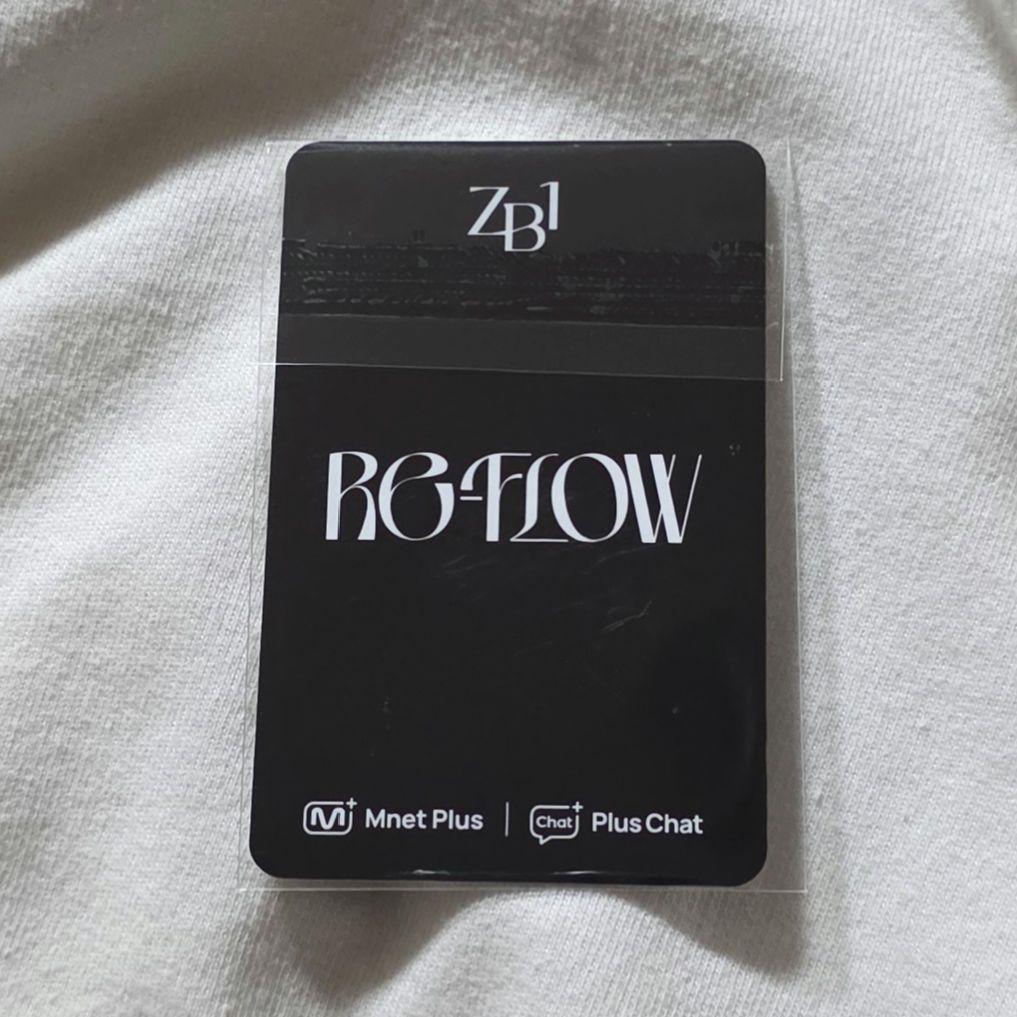 ZB1
RE-FLOW
M+ Mnet Plus | Chat+ Plus Chat